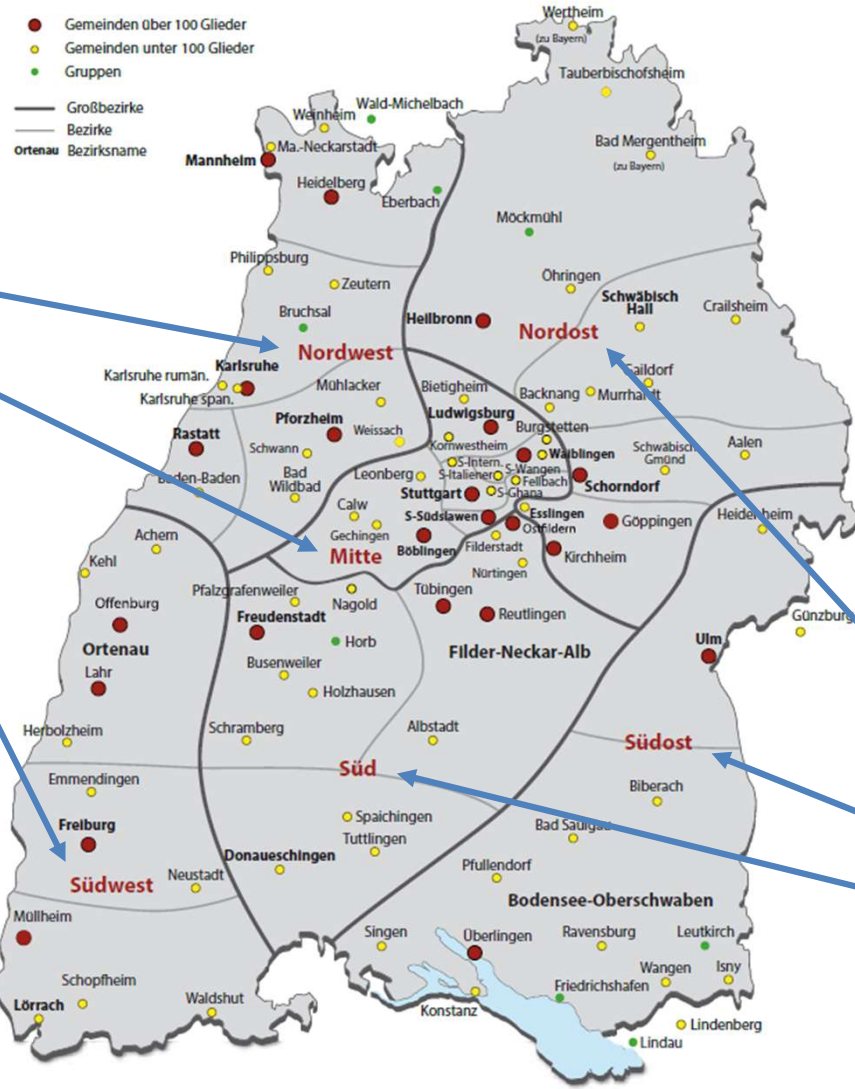 Gemeinden über 100 Glieder
Gemeinden unter 100 Glieder
Gruppen
Großbezirke
Bezirke
Ortenau Bezirksname
Wertheim
(zu Bayern)
Tauberbischofsheim
Wald-Michelbach
Weinheim
Ma.-Neckarstadt
Mannheim
Bad Mergentheim
(zu Bayern)
Heidelberg
Eberbach
Möckmühl
Philippsburg
Zeutern
Öhringen
Bruchsal
Heilbronn
Schwäbisch
Hall
Crailsheim
Nordwest
Nordost
Karlsruhe
Karlsruhe rumän.
Karlsruhe span.
Mühlacker
Bietigheim
Gaildorf
Backnang
Murrhardt
Pforzheim
Ludwigsburg
Burgstetten
Rastatt
Weissach
Kornwestheim
Waiblingen
Schwäbisch
Gmünd
Aalen
Schwann
S-Intern.
S-Wangen
Baden-Baden
Bad
Wildbad
Leonberg
S-Italiener
Fellbach
Schorndorf
Stuttgart
S-Ghana
Calw
S-Südslawen
Esslingen
Ostfildern
Göppingen
Heidenheim
Gechingen
Achern
Mitte
Böblingen
Filderstadt
Kirchheim
Kehl
Nürtingen
Pfalzgrafenweiler
Nagold
Tübingen
Offenburg
Freudenstadt
Reutlingen
Günzburg
Ortenau
Horb
Filder-Neckar-Alb
Ulm
Lahr
Busenweiler
Holzhausen
Herbolzheim
Schramberg
Albstadt
Südost
Emmendingen
Süd
Biberach
Freiburg
Spaichingen
Bad Saulgau
Tuttlingen
Donaueschingen
Südwest
Neustadt
Pfullendorf
Bodensee-Oberschwaben
Müllheim
Singen
Überlingen
Ravensburg
Leutkirch
Schopfheim
Wangen
Isny
Lörrach
Waldshut
Friedrichshafen
Konstanz
Lindenberg
Lindau